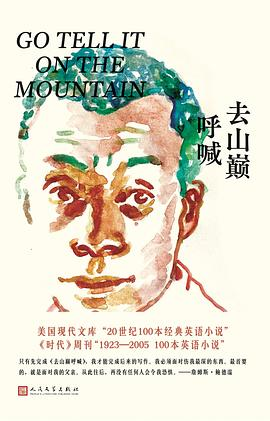 GO TELL IT
ON THE
MOUNTAIN
去山巅
呼喊
美国现代文库“20世纪100本经典英语小说”
《时代》周刊“1923—2005 100本英语小说”
只有先完成《去山巅呼喊》，我才能完成后来的写作。我必须面对伤我最深的东西。最首要
的，就是面对我的父亲。从此往后，再没有任何人会令我恐惧。——詹姆斯·鲍德温
人民文学出版社